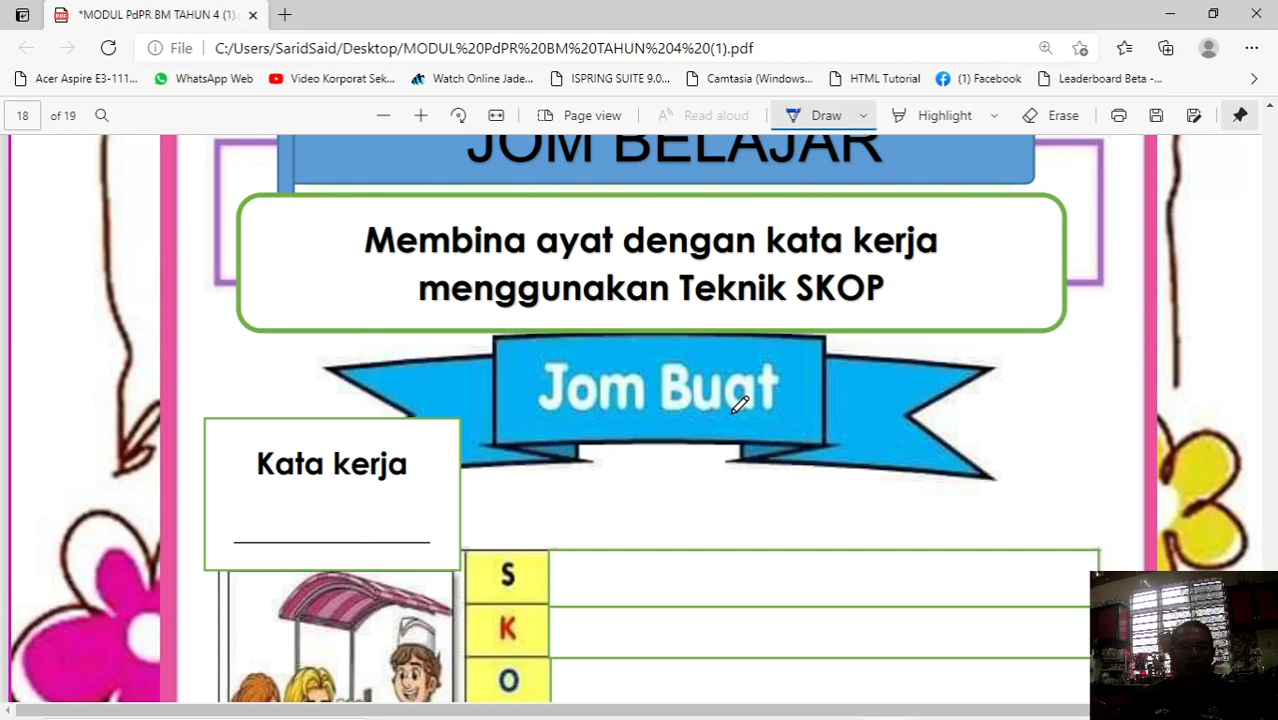 *MODUL PdPR BM TAHUN 4 (1).
File
C:/Users/SaridSaid/Desktop/MODUL%20PdPR%20BM%20TAHUN%204%20(1).pdf
Acer Aspire E3-111...
WhatsApp Web
Video Korporat Sek...
Watch Online Jade...
ISPRING SUITE 9.0...
Camtasia (Windows...
HTML Tutorial
(1) Facebook
Leaderboard Beta -...
18 of 19
Page view
Read aloud
Draw
Highlight
Erase
JOM BELAJAR
Membina ayat dengan kata kerja
menggunakan Teknik SKOP
Jom Buat
Kata kerja
S
K
O